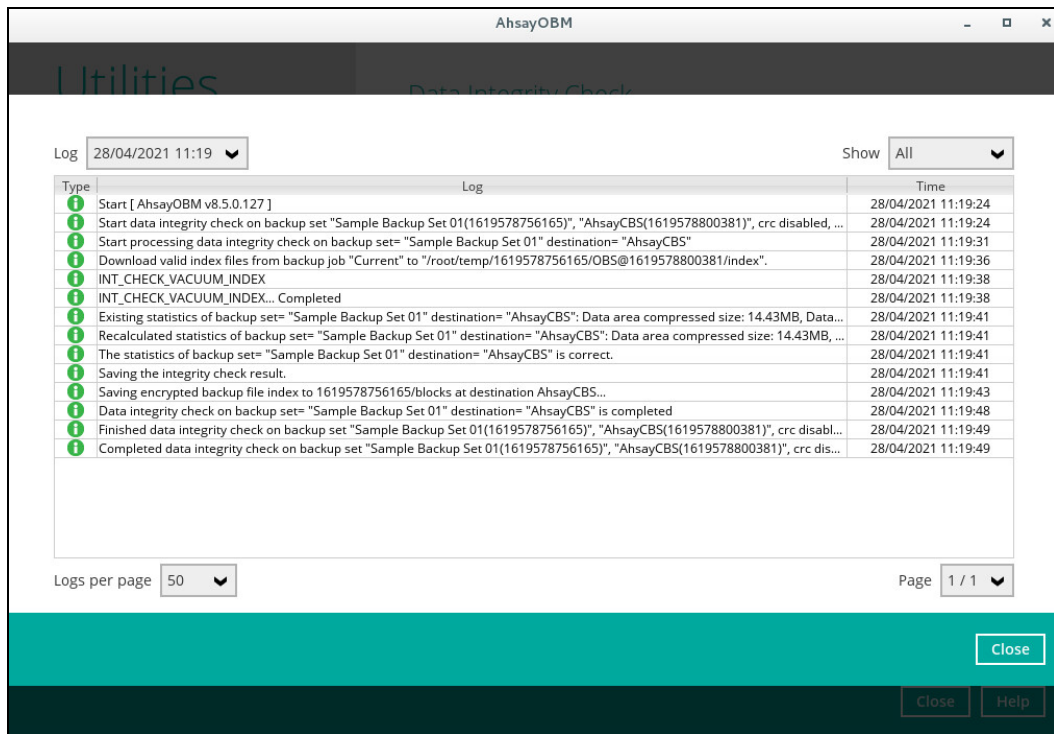 AhsayOBM
Utilities
Data Integrity Check
Log 28/04/2021 11:19 Show All
Type Log Time
Start [ AhsayOBM v8.5.0.127 ] 28/04/2021 11:19:24
Start data integrity check on backup set "Sample Backup Set 01(1619578756165)", "AhsayCBS(1619578800381)", crc disabled, ... 28/04/2021 11:19:24
Start processing data integrity check on backup set= "Sample Backup Set 01" destination= "AhsayCBS" 28/04/2021 11:19:31
Download valid index files from backup job "Current" to "/root/temp/1619578756165/OBS@1619578800381/index". 28/04/2021 11:19:36
INT_CHECK_VACUUM_INDEX 28/04/2021 11:19:38
INT_CHECK_VACUUM_INDEX... Completed 28/04/2021 11:19:38
Existing statistics of backup set= "Sample Backup Set 01" destination= "AhsayCBS": Data area compressed size: 14.43MB, Data... 28/04/2021 11:19:41
Recalculated statistics of backup set= "Sample Backup Set 01" destination= "AhsayCBS": Data area compressed size: 14.43MB, ... 28/04/2021 11:19:41
The statistics of backup set= "Sample Backup Set 01" destination= "AhsayCBS" is correct. 28/04/2021 11:19:41
Saving the integrity check result. 28/04/2021 11:19:41
Saving encrypted backup file index to 1619578756165/blocks at destination AhsayCBS... 28/04/2021 11:19:43
Data integrity check on backup set= "Sample Backup Set 01" destination= "AhsayCBS" is completed 28/04/2021 11:19:48
Finished data integrity check on backup set "Sample Backup Set 01(1619578756165)", "AhsayCBS(1619578800381)", crc disabl... 28/04/2021 11:19:49
Completed data integrity check on backup set "Sample Backup Set 01(1619578756165)", "AhsayCBS(1619578800381)", crc dis... 28/04/2021 11:19:49
Logs per page 50 Page 1 / 1
Close
Close Help